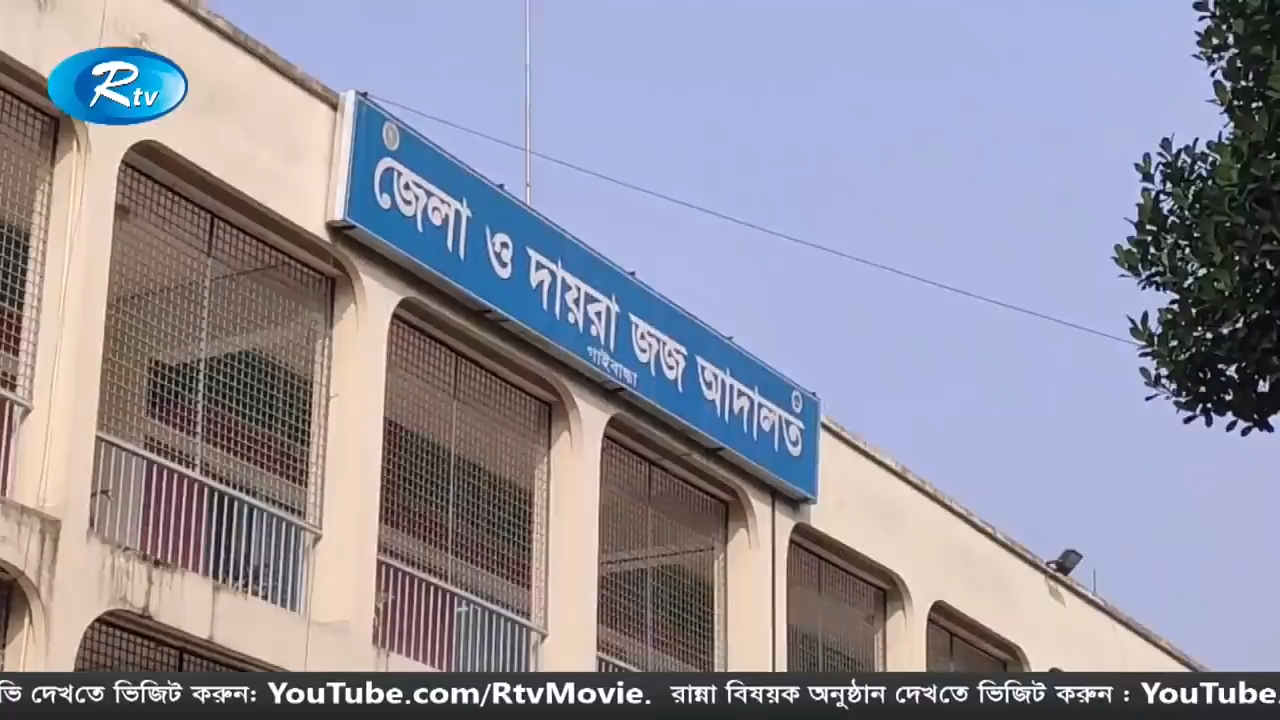 Rtv
জেলা ও দায়রা জজ আদালত
গাইবান্ধা
ভি দেখতে ভিজিট করুন: YouTube.com/RtvMovie. রান্না বিষয়ক অনুষ্ঠান দেখতে ভিজিট করুন : YouTube